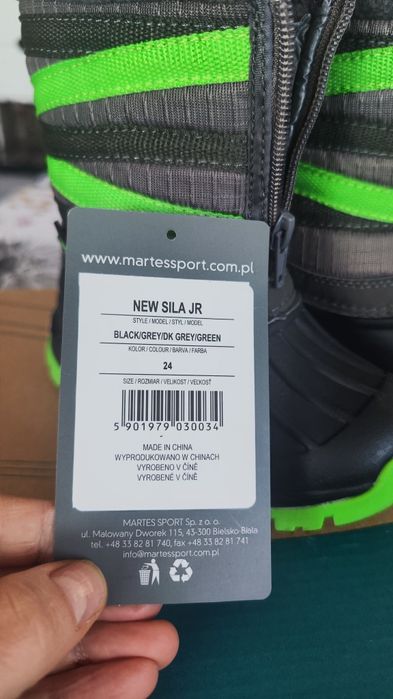 www.martessport.com.pl
NEW SILA JR
STYLE / MODEL / STYL / MODEL
BLACK/GREY/DK GREY/GREEN
KOLOR / COLOUR / BARVA / FARBA
24
SIZE / ROZMIAR / VELIKOST / VEĽKOSŤ
5 901979 030034
MADE IN CHINA
WYPRODUKOWANO W CHINACH
VYROBENO V ČÍNĚ
VYROBENÉ V ČÍNĚ
MARTES SPORT Sp. z o. o.
ul. Malowany Dworek 115, 43-300 Bielsko-Biała
tel. +48 33 82 81 740, fax +48 33 82 81 741
info@martessport.com.pl